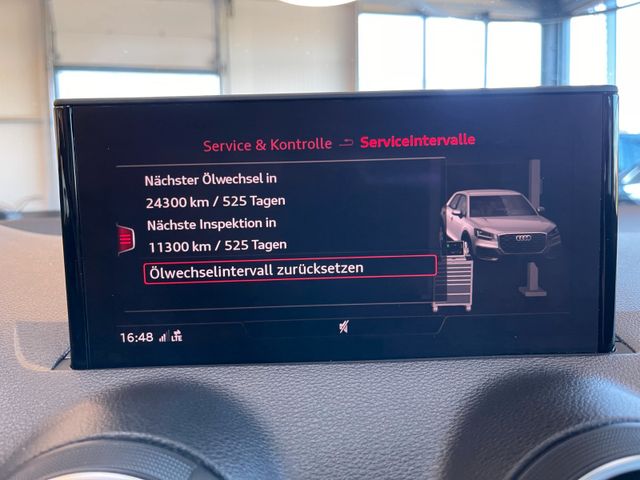 Service & Kontrolle Serviceintervalle
Nächster Ölwechsel in
24300 km / 525 Tagen
Nächste Inspektion in
11300 km / 525 Tagen
Ölwechselintervall zurücksetzen
16:48 LTE